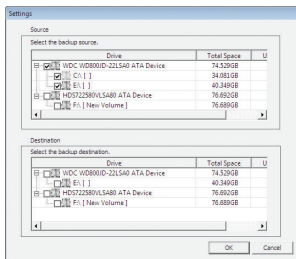 Settings
Source
Select the backup source.
Drive Total Space U
WDC WD800JD-22LSA0 ATA Device 74.529GB
C:\ [ ] 34.081GB
E:\ [ ] 40.349GB
HDS722580VLSA80 ATA Device 76.692GB
F:\ [ New Volume ] 76.689GB
Destination
Select the backup destination.
Drive Total Space U
WDC WD800JD-22LSA0 ATA Device 74.529GB
E:\ [ ] 40.349GB
HDS722580VLSA80 ATA Device 76.692GB
F:\ [ New Volume ] 76.689GB
OK Cancel